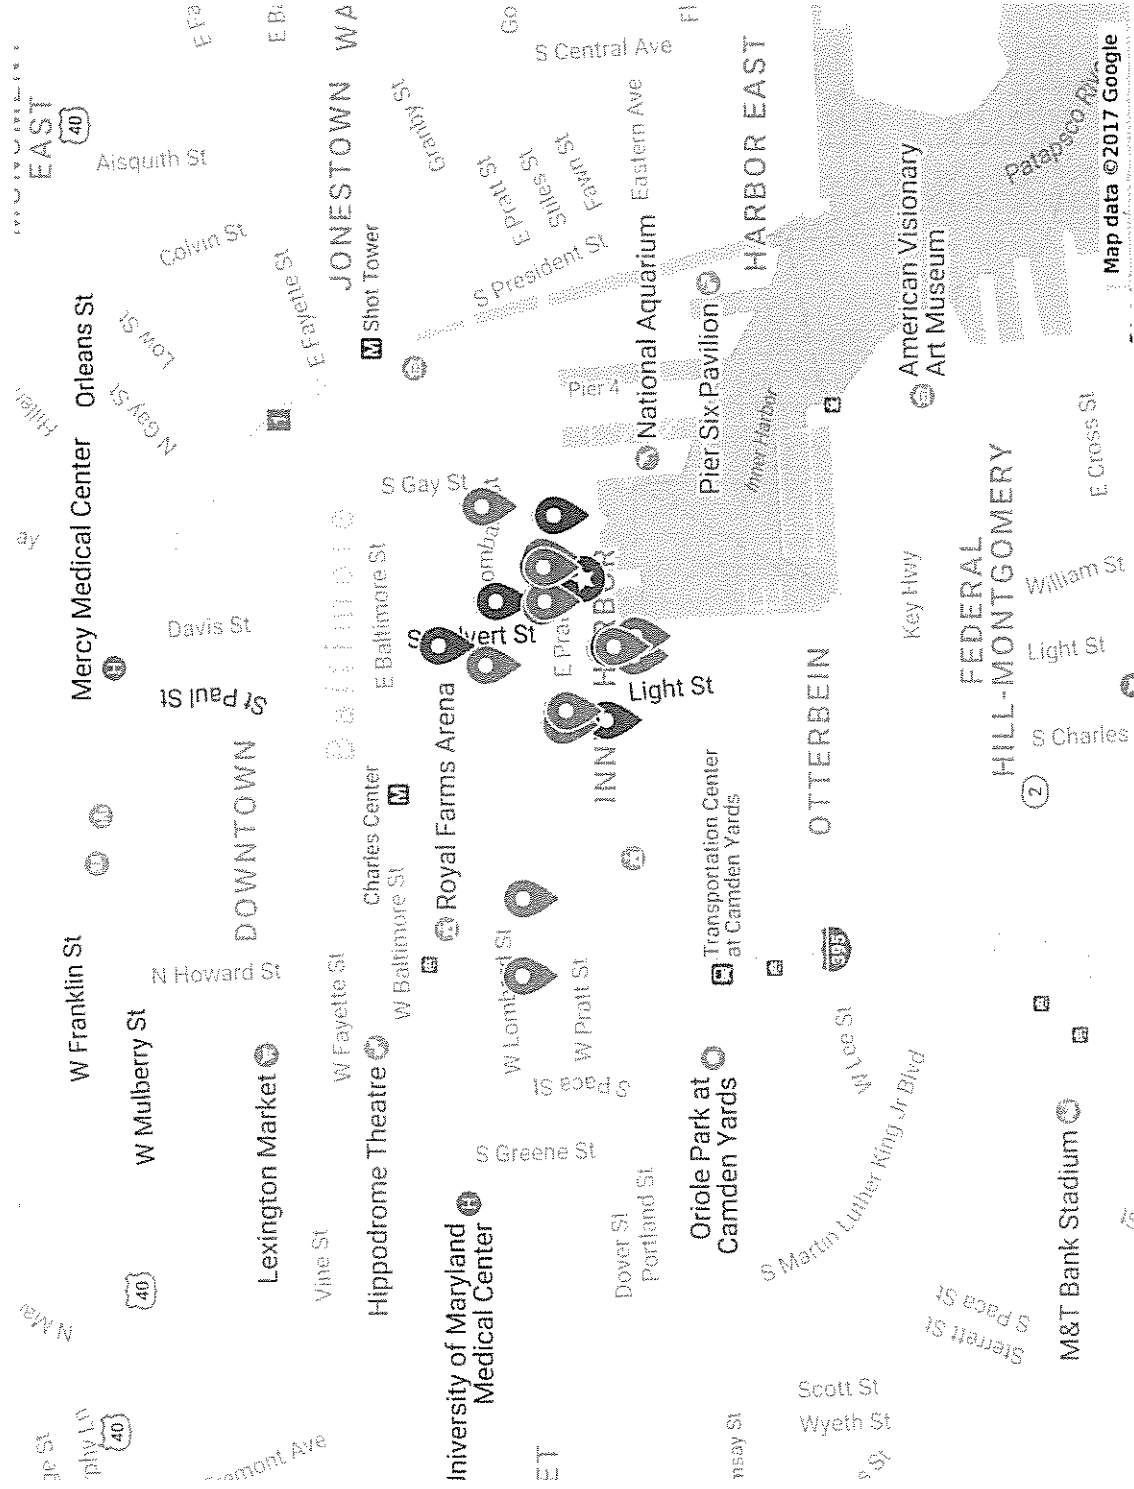 EAST
40
Aisquith St
Colvin St
Orleans St
Low St
N Gay St
E Fayette St
JONESTOWN
Shot Tower
M
Granby St
S Central Ave
E Pratt St
Stiles St
Fawn St
Eastern Ave
S President St
HARBOR EAST
National Aquarium
Pier Six Pavilion
Pier 4
Inner Harbor
American Visionary
Art Museum
Map data ©2017 Google
Mercy Medical Center
H
Davis St
St Paul St
S Gay St
Baltimore
E Baltimore St
Light St
Key Hwy
FEDERAL
HILL-MONTGOMERY
William St
Light St
E Cross St
S Charles
2
OTTERBEIN
DOWNTOWN
Charles Center
M
Royal Farms Arena
W Baltimore St
Transportation Center
at Camden Yards
395
W Franklin St
W Mulberry St
N Howard St
Lexington Market
W Fayette St
Hippodrome Theatre
W Pratt St
S Paca St
S Greene St
Oriole Park at
Camden Yards
W Lee St
S Martin Luther King Jr Blvd
M&T Bank Stadium
40
Vine St
University of Maryland
Medical Center
H
Dover St
Portland St
S Paca St
Sterrett St
Scott St
Wyeth St
40